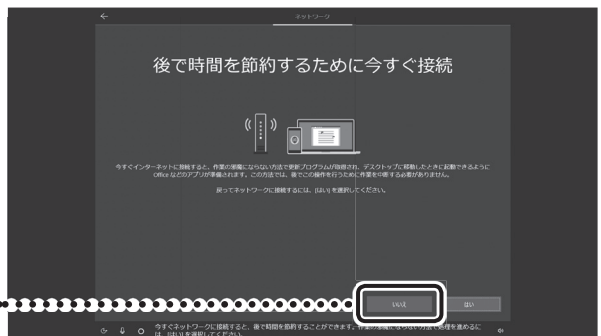 ネットワーク
後で時間を節約するために今すぐ接続
今すぐインターネットに接続すると、作業の邪魔にならない方法で更新プログラムが取得され、デスクトップに移動したときに起動できるように
Office などのアプリが準備されます。この方法では、後でこの操作を行うために作業を中断する必要がありません。
戻ってネットワークに接続するには、[はい] を選択してください。
いいえ
はい
今すぐネットワークに接続すると、後で時間を節約することができます。作業の邪魔にならない方法で処理を進めるに
は、[はい] を選択してください。